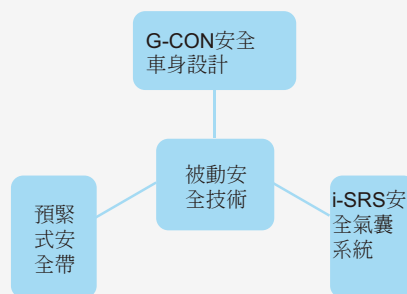 G-CON安全
車身設計
被動安
全技術
預緊
式安
全帶
i-SRS安
全氣囊
系統